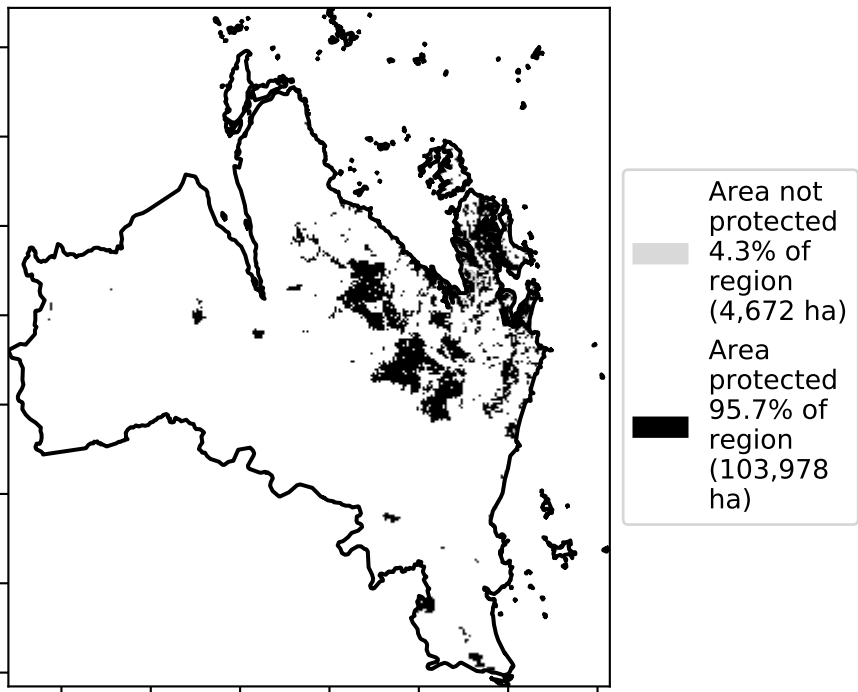 Area not
protected
4.3% of
region
(4,672 ha)
Area
protected
95.7% of
region
(103,978
ha)